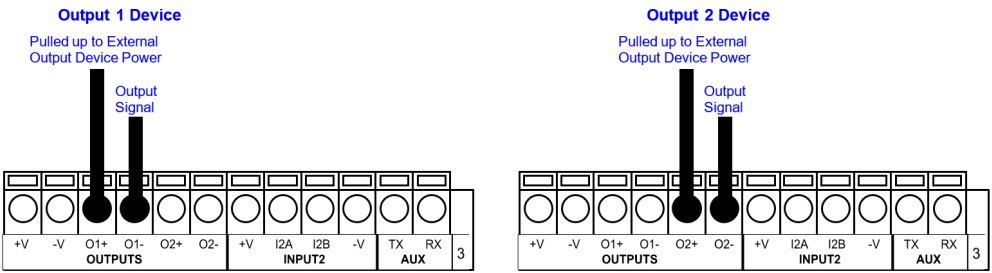 Output 1 Device
Pulled up to External
Output Device Power
Output
Signal
+V -V O1+ O1- O2+ O2- +V I2A I2B -V TX RX
OUTPUTS INPUT2 AUX
3
Output 2 Device
Pulled up to External
Output Device Power
Output
Signal
+V -V O1+ O1- O2+ O2- +V I2A I2B -V TX RX
OUTPUTS INPUT2 AUX
3